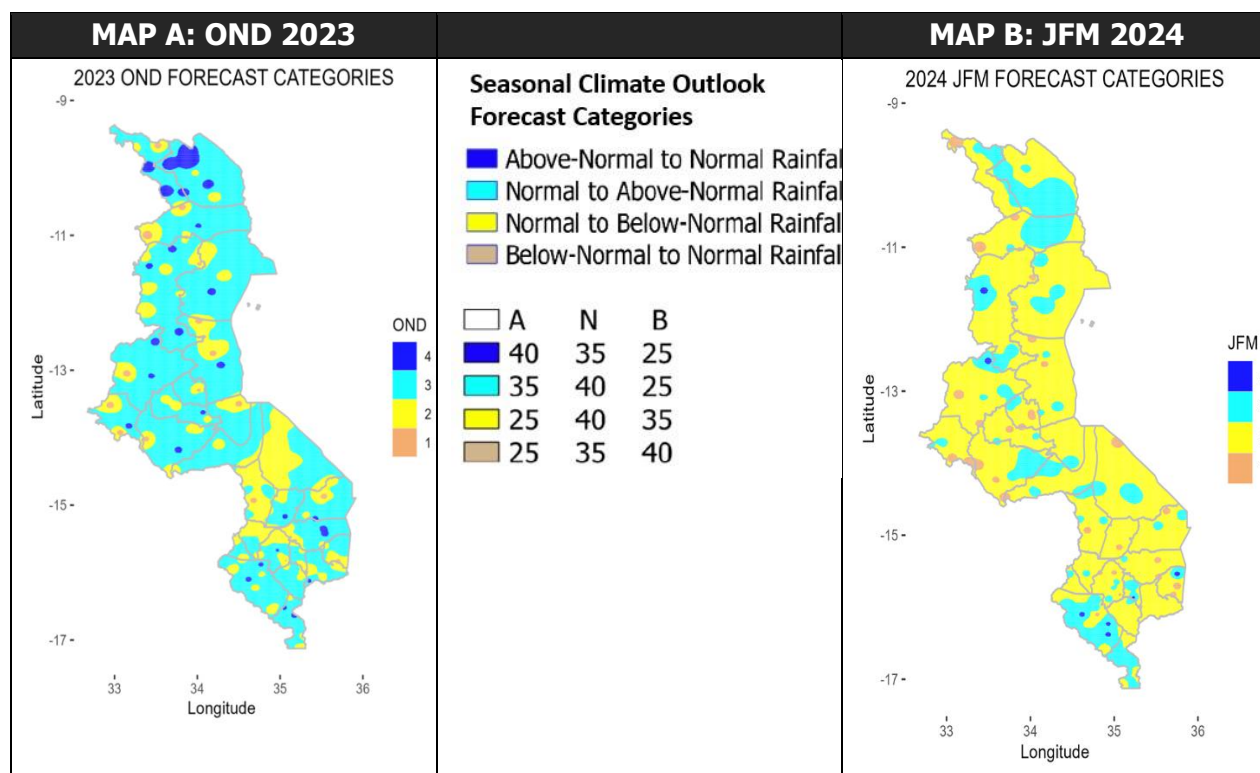 MAP A: OND 2023
2023 OND FORECAST CATEGORIES
-9
-11
-13
-15
-17
Latitude
33 34 35 36
Longitude
OND
4
3
2
1
Seasonal Climate Outlook
Forecast Categories
Above-Normal to Normal Rainfal
Normal to Above-Normal Rainfal
Normal to Below-Normal Rainfal
Below-Normal to Normal Rainfal
A N B
40 35 25
35 40 25
25 40 35
25 35 40
MAP B: JFM 2024
2024 JFM FORECAST CATEGORIES
-9
-11
-13
-15
-17
Latitude
33 34 35 36
Longitude
JFM